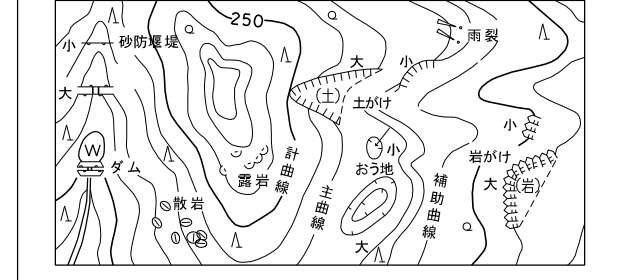 250
雨裂
小
砂防堰堤
大
小
大
(土)
土がけ
小
W
ダム
小
岩がけ
おう地
計曲線
露岩
大
(岩)
主曲線
補助曲線
散岩
大